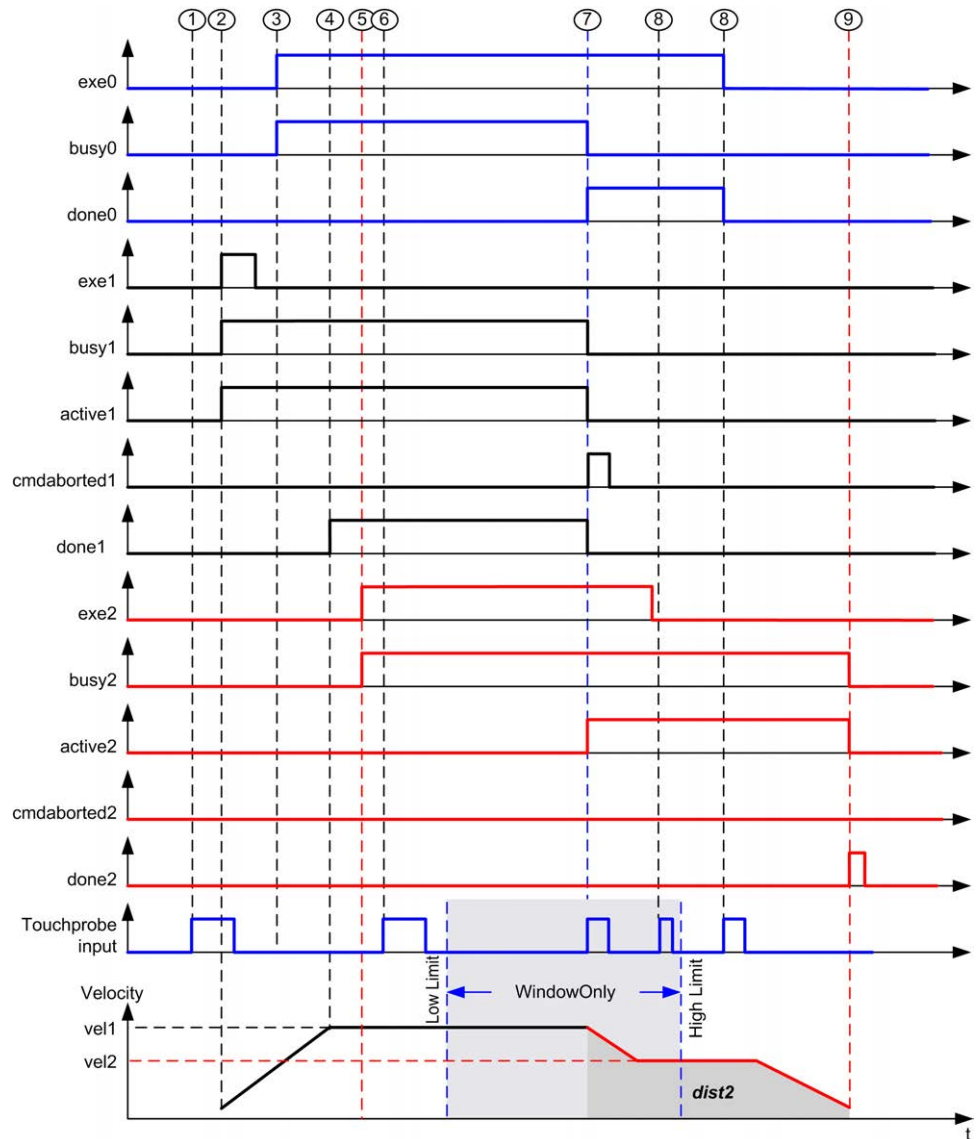 1 2 3 4 5 6 7 8 8 9
exe0
busy0
done0
exe1
busy1
active1
cmdaborted1
done1
exe2
busy2
active2
cmdaborted2
done2
Touchprobe
input
Low Limit
WindowOnly
High Limit
Velocity
vel1
vel2
dist2
t